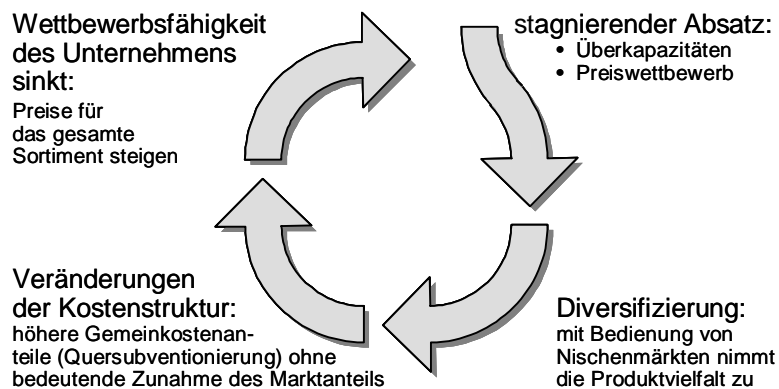 Wettbewerbsfähigkeit
des Unternehmens
sinkt:
Preise für
das gesamte
Sortiment steigen
stagnierender Absatz:
• Überkapazitäten
• Preiswettbewerb
Veränderungen
der Kostenstruktur:
höhere Gemeinkostenan-
teile (Quersubventionierung) ohne
bedeutende Zunahme des Marktanteils
Diversifizierung:
mit Bedienung von
Nischenmärkten nimmt
die Produktvielfalt zu